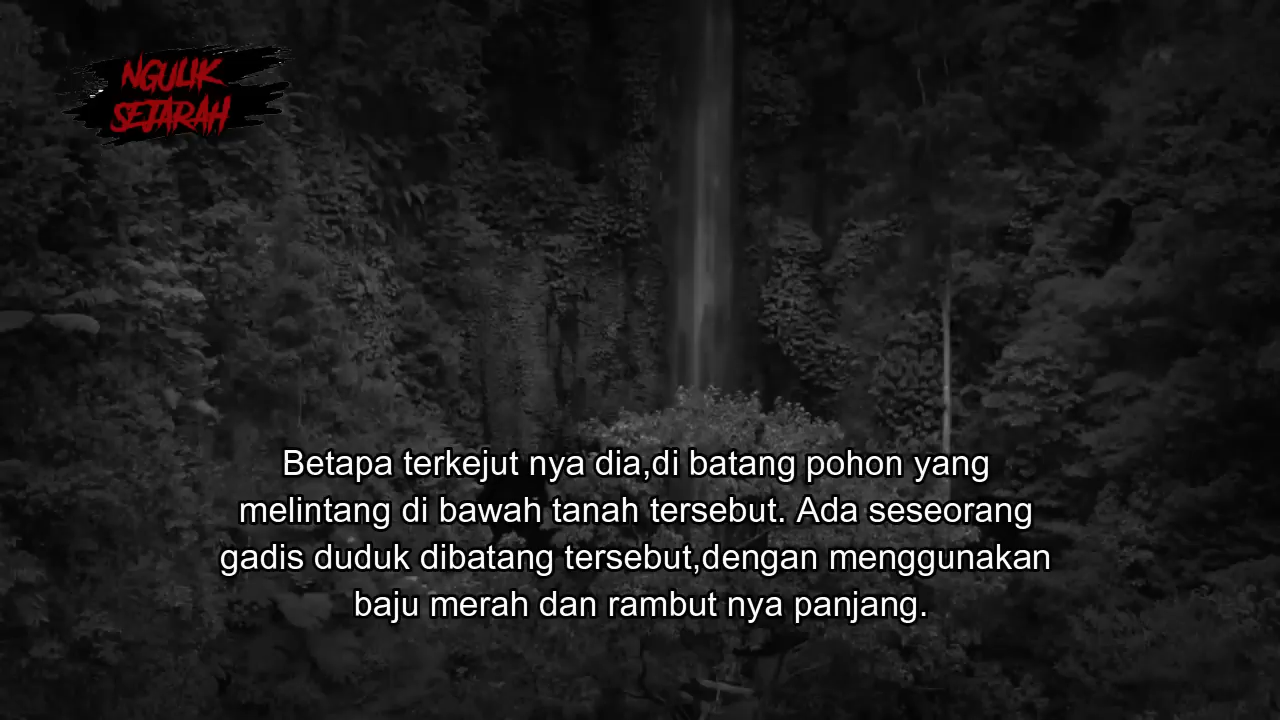 NGULIK
SEJARAH
Betapa terkejut nya dia,di batang pohon yang
melintang di bawah tanah tersebut. Ada seseorang
gadis duduk dibatang tersebut,dengan menggunakan
baju merah dan rambut nya panjang.